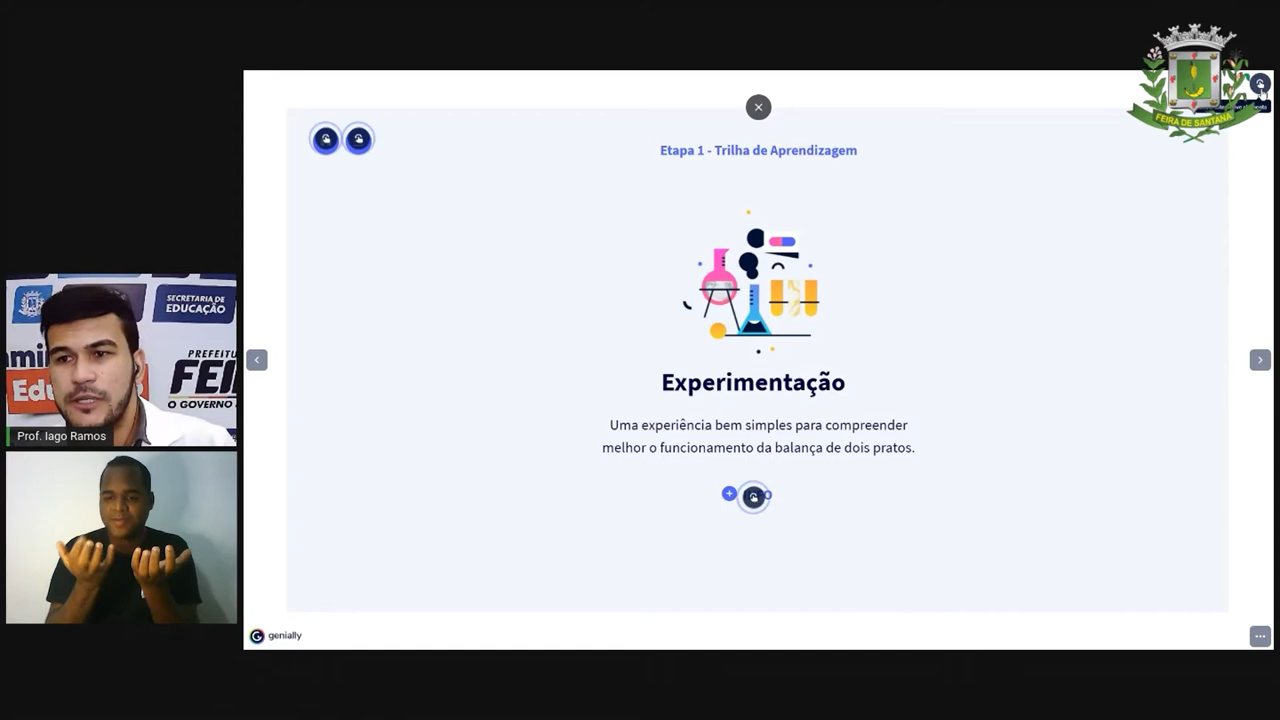 FEIRA DE SANTANA
Etapa 1 - Trilha de Aprendizagem
Experimentação
Uma experiência bem simples para compreender
melhor o funcionamento da balança de dois pratos.
SECRETARIA DE
EDUCAÇÃO
PREFEITU
FEI
O GOVERNO
Edu
Prof. Iago Ramos
genially